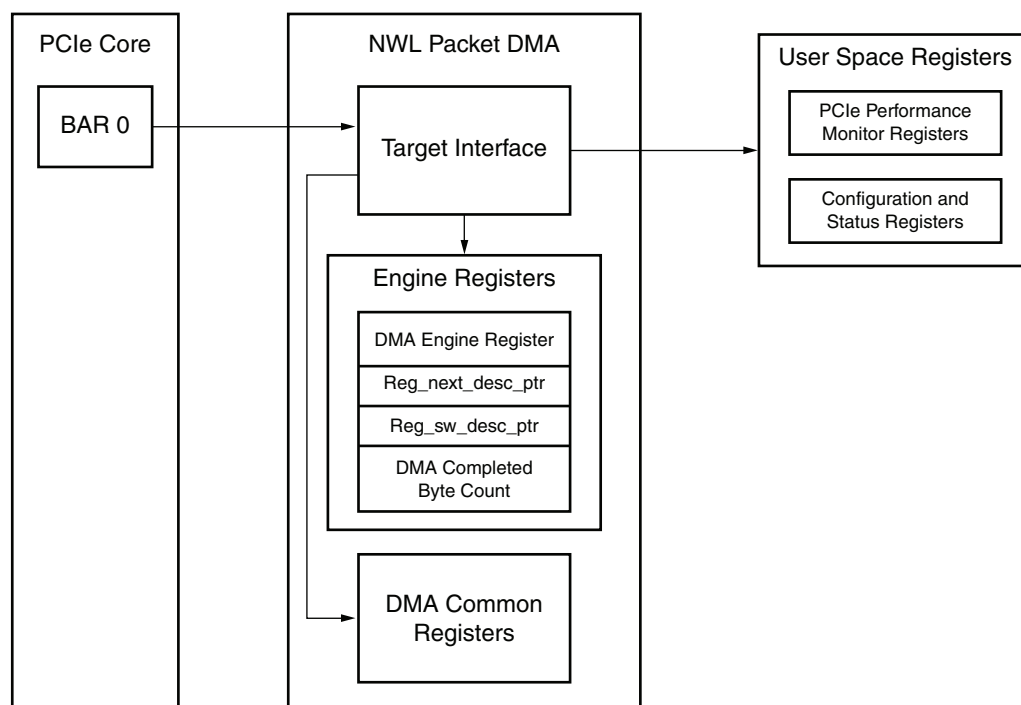 PCIe Core
BAR 0
NWL Packet DMA
Target Interface
Engine Registers
DMA Engine Register
Reg_next_desc_ptr
Reg_sw_desc_ptr
DMA Completed
Byte Count
DMA Common
Registers
User Space Registers
PCIe Performance
Monitor Registers
Configuration and
Status Registers